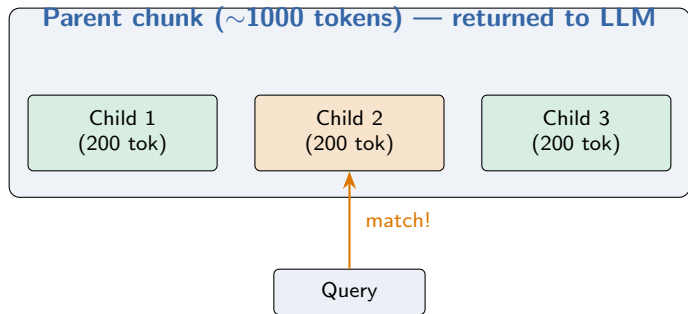 Parent chunk (~1000 tokens) — returned to LLM
Child 1
(200 tok)
Child 2
(200 tok)
Child 3
(200 tok)
match!
Query